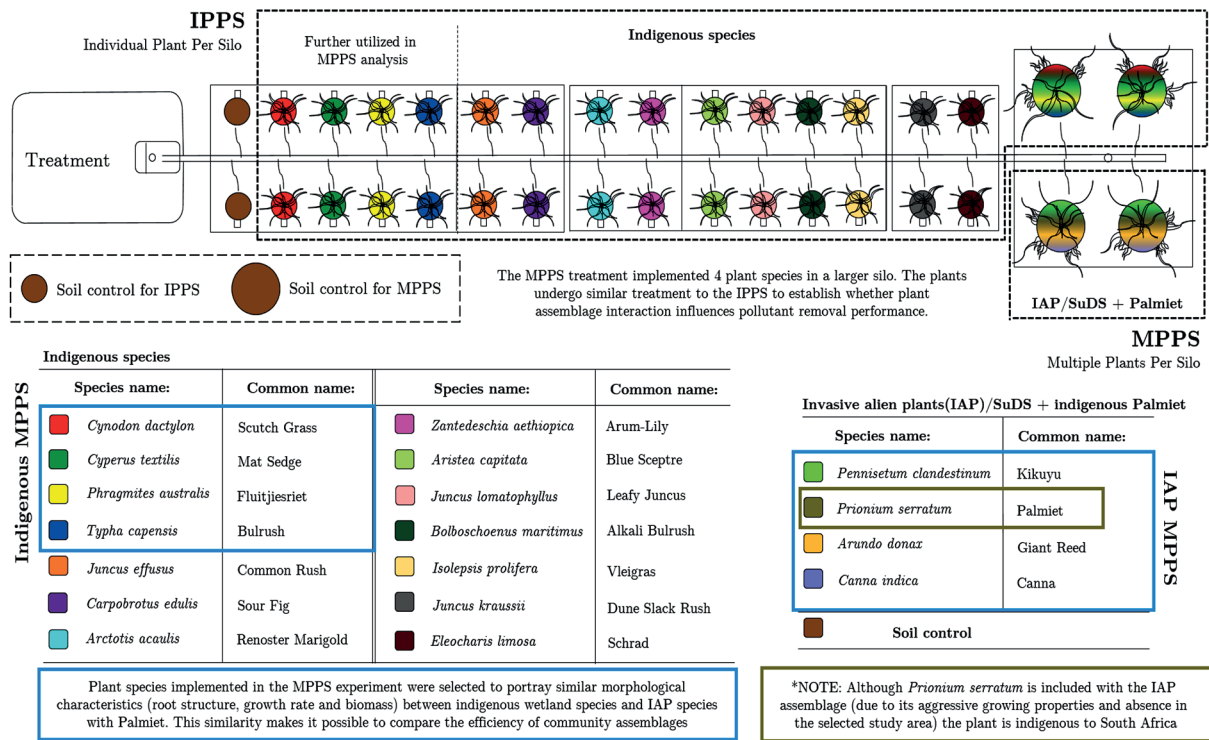 IPPS
Individual Plant Per Silo
Further utilized in
MPPS analysis
Indigenous species
Treatment
Soil control for IPPS
Soil control for MPPS
The MPPS treatment implemented 4 plant species in a larger silo. The plants
undergo similar treatment to the IPPS to establish whether plant
assemblage interaction influences pollutant removal performance.
IAP/SuDS + Palmiet
MPPS
Multiple Plants Per Silo
Indigenous MPPS
Indigenous species
Species name: Common name: Species name: Common name:
Cynodon dactylon Scutch Grass Zantedeschia aethiopica Arum-Lily
Cyperus textilis Mat Sedge Aristea capitata Blue Sceptre
Phragmites australis Fluitjiesriet Juncus lomatophyllus Leafy Juncus
Typha capensis Bulrush Bolboschoenus maritimus Alkali Bulrush
Juncus effusus Common Rush Isolepsis prolifera Vleigras
Carpobrotus edulis Sour Fig Juncus kraussii Dune Slack Rush
Arctotis acaulis Renoster Marigold Eleocharis limosa Schrad
Invasive alien plants(IAP)/SuDS + indigenous Palmiet
Species name: Common name:
Pennisetum clandestinum Kikuyu
Prionium serratum Palmiet
Arundo donax Giant Reed
Canna indica Canna
Soil control
IAP MPPS
Plant species implemented in the MPPS experiment were selected to portray similar morphological
characteristics (root structure, growth rate and biomass) between indigenous wetland species and IAP species
with Palmiet. This similarity makes it possible to compare the efficiency of community assemblages
*NOTE: Although Prionium serratum is included with the IAP
assemblage (due to its aggressive growing properties and absence in
the selected study area) the plant is indigenous to South Africa